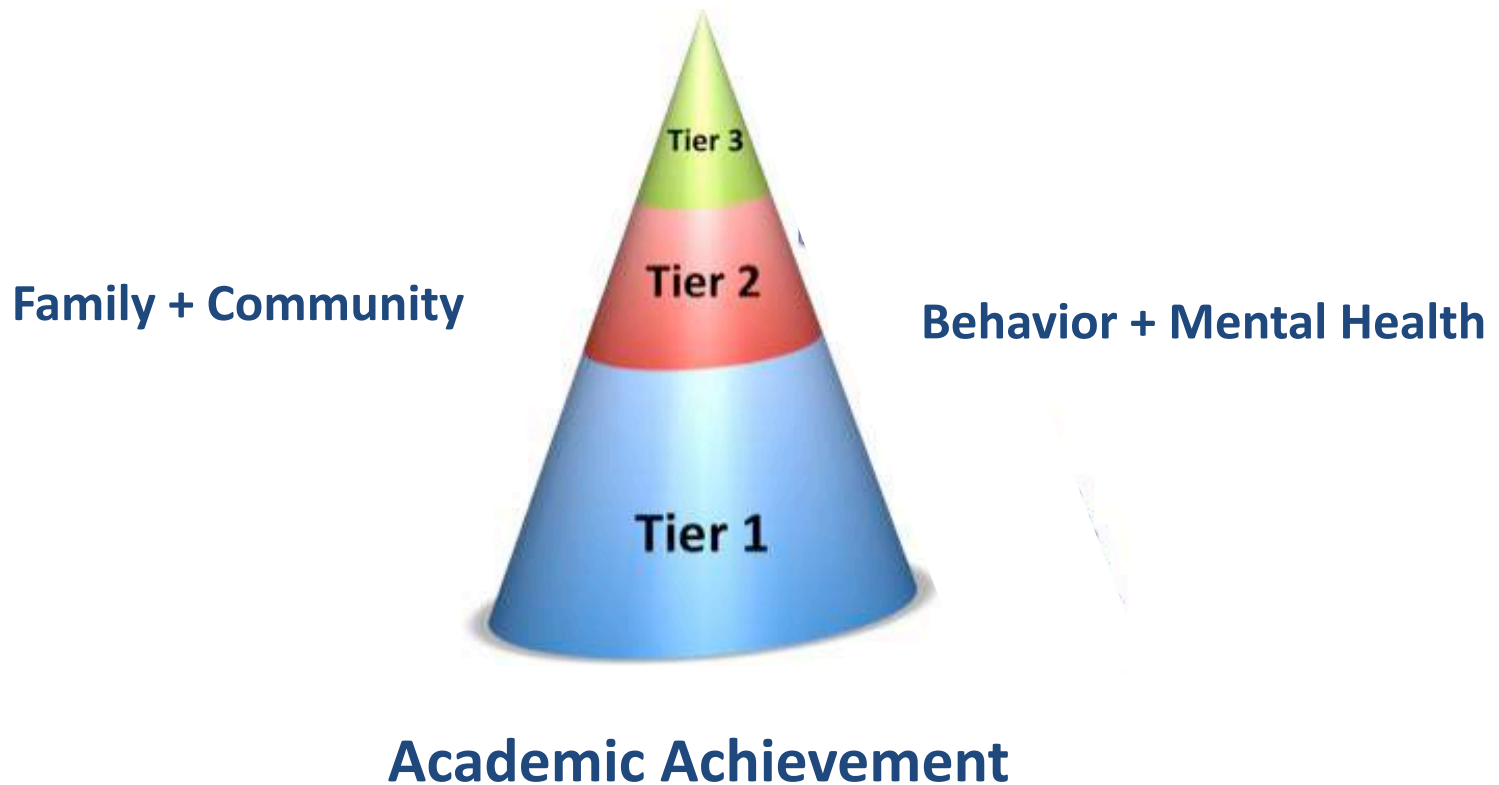 Tier 3
Tier 2
Family + Community
Behavior + Mental Health
Tier 1
Academic Achievement